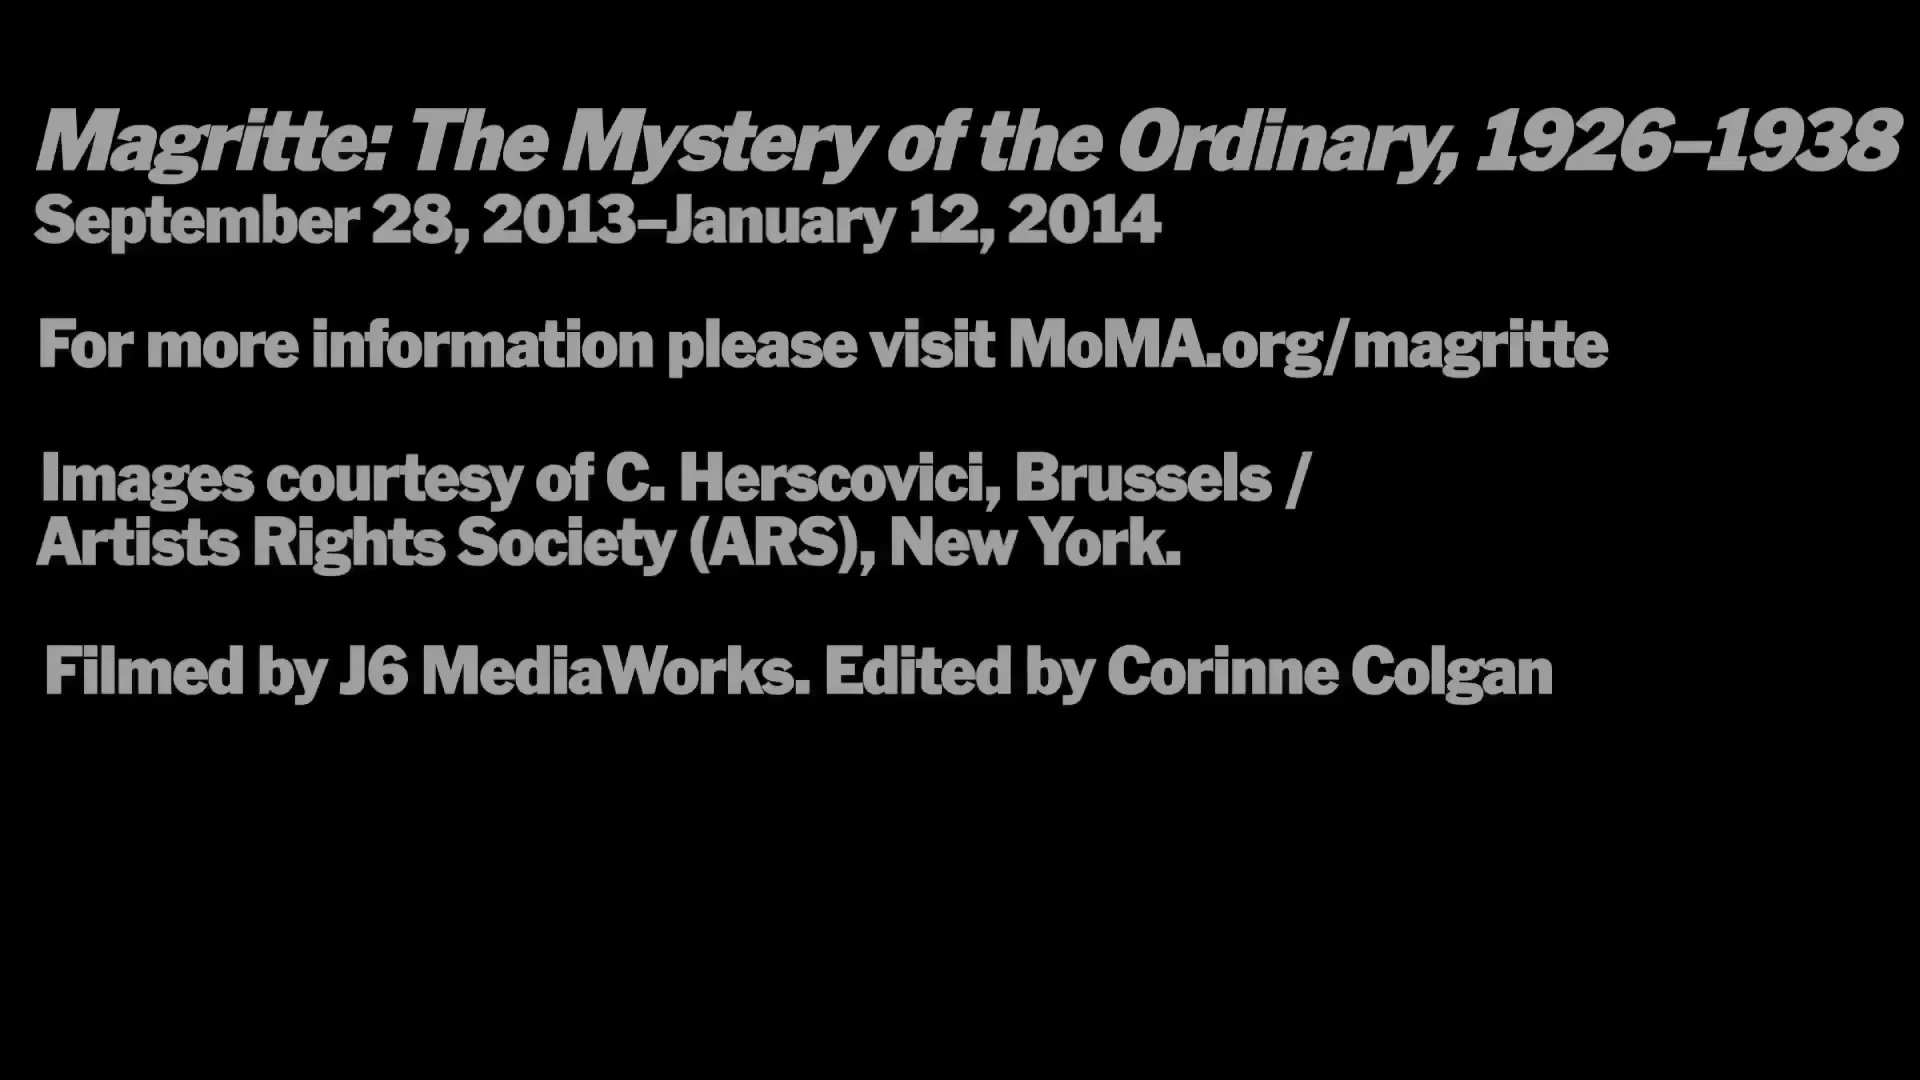 Magritte: The Mystery of the Ordinary, 1926–1938
September 28, 2013–January 12, 2014
For more information please visit MoMA.org/magritte
Images courtesy of C. Herscovici, Brussels /
Artists Rights Society (ARS), New York.
Filmed by J6 MediaWorks. Edited by Corinne Colgan